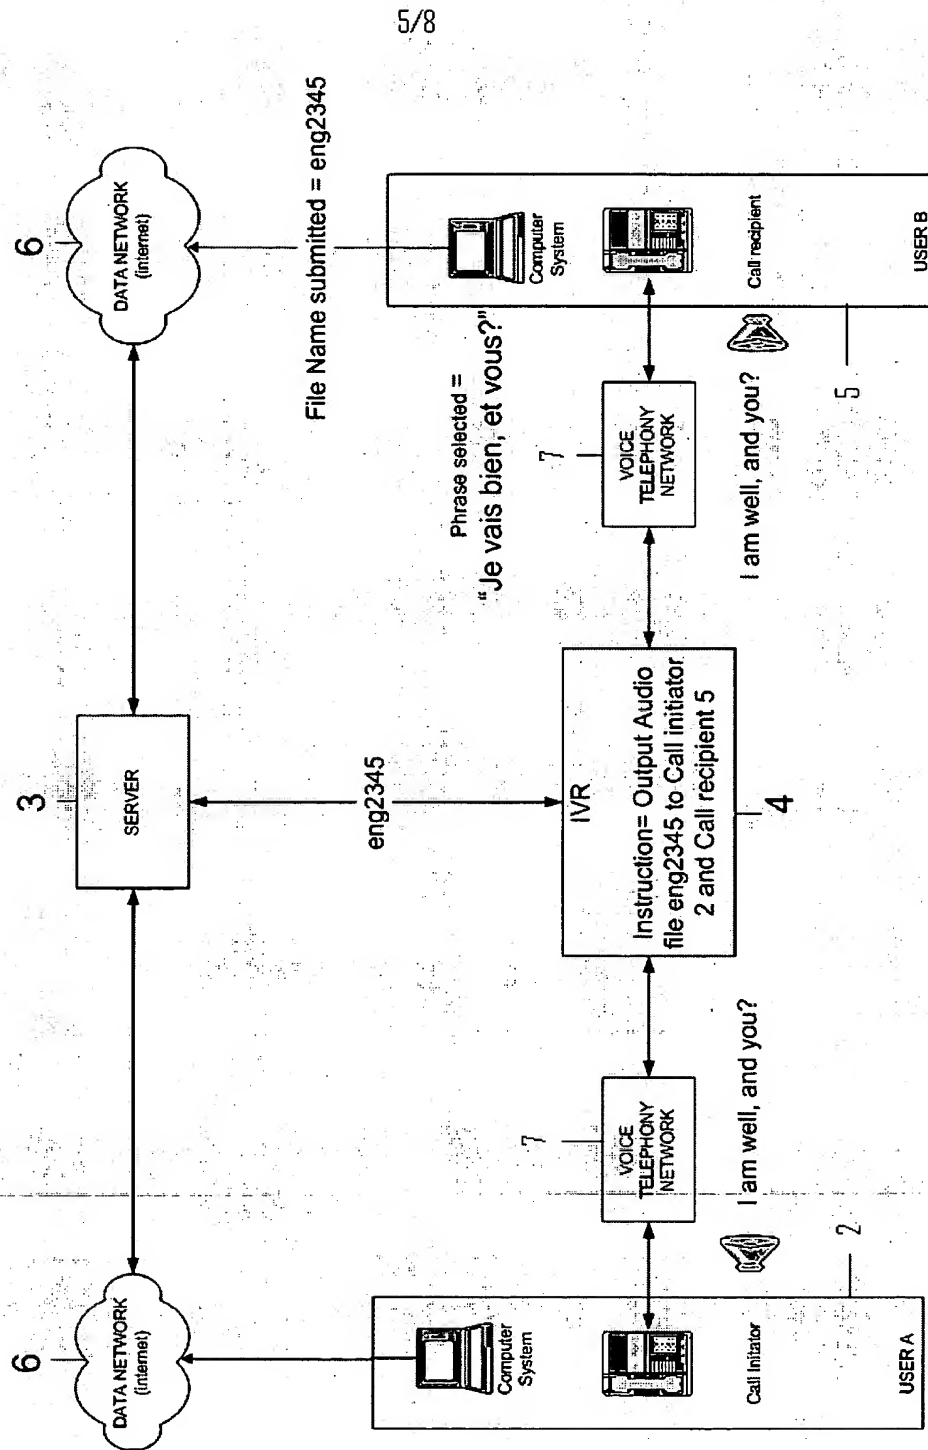 5/8
6
DATA NETWORK
(internet)
3
SERVER
6
DATA NETWORK
(internet)
File Name submitted = eng2345
eng2345
Computer
System
Call Initiator
USER A
2
7
VOICE
TELEPHONY
NETWORK
I am well, and you?
IVR
Instruction= Output Audio
file eng2345 to Call initiator
2 and Call recipient 5
4
Phrase selected =
"Je vais bien, et vous?"
7
VOICE
TELEPHONY
NETWORK
I am well, and you?
Computer
System
Call recipient
USER B
5